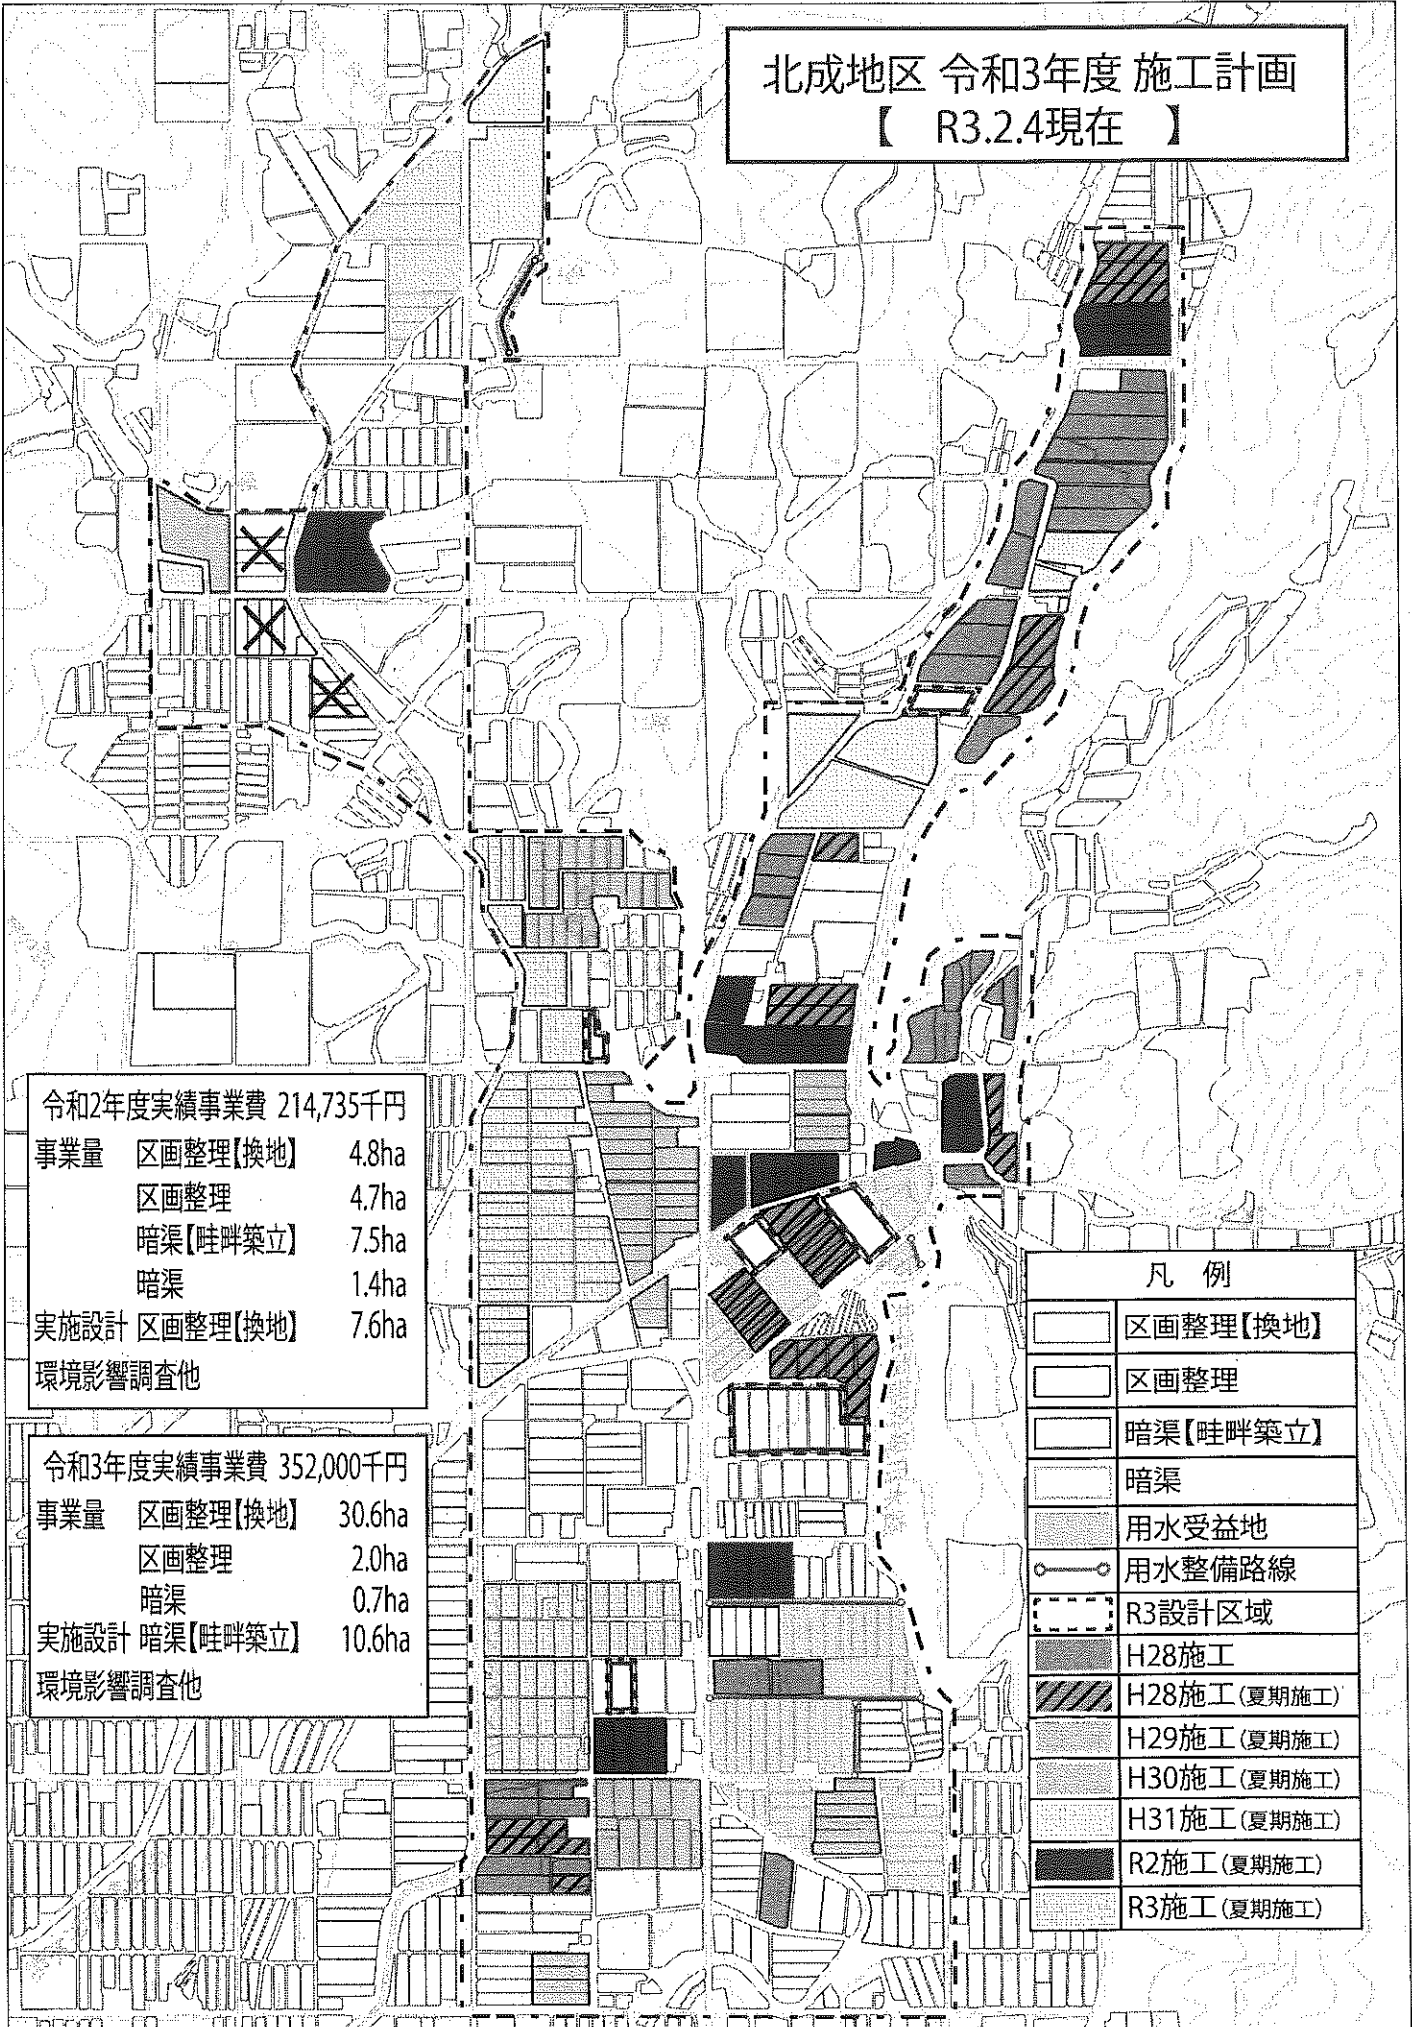 北成地区 令和3年度 施工計画
【 R3.2.4現在 】
令和2年度実績事業費 214,735千円
事業量 区画整理【換地】 4.8ha
区画整理 4.7ha
暗渠【畦畔築立】 7.5ha
暗渠 1.4ha
実施設計 区画整理【換地】 7.6ha
環境影響調査他
令和3年度実績事業費 352,000千円
事業量 区画整理【換地】 30.6ha
区画整理 2.0ha
暗渠 0.7ha
実施設計 暗渠【畦畔築立】 10.6ha
環境影響調査他
凡 例
区画整理【換地】
区画整理
暗渠【畦畔築立】
暗渠
用水受益地
用水整備路線
R3設計区域
H28施工
H28施工(夏期施工)
H29施工(夏期施工)
H30施工(夏期施工)
H31施工(夏期施工)
R2施工(夏期施工)
R3施工(夏期施工)